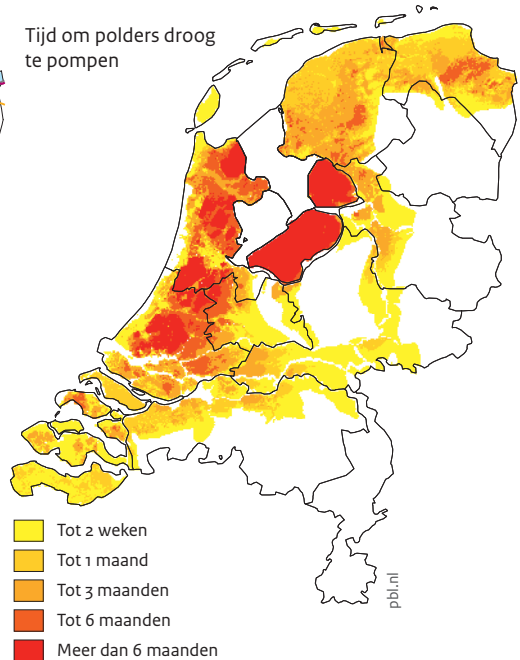 Tijd om polders droog
te pompen
Tot 2 weken
Tot 1 maand
Tot 3 maanden
Tot 6 maanden
Meer dan 6 maanden
pbl.nl